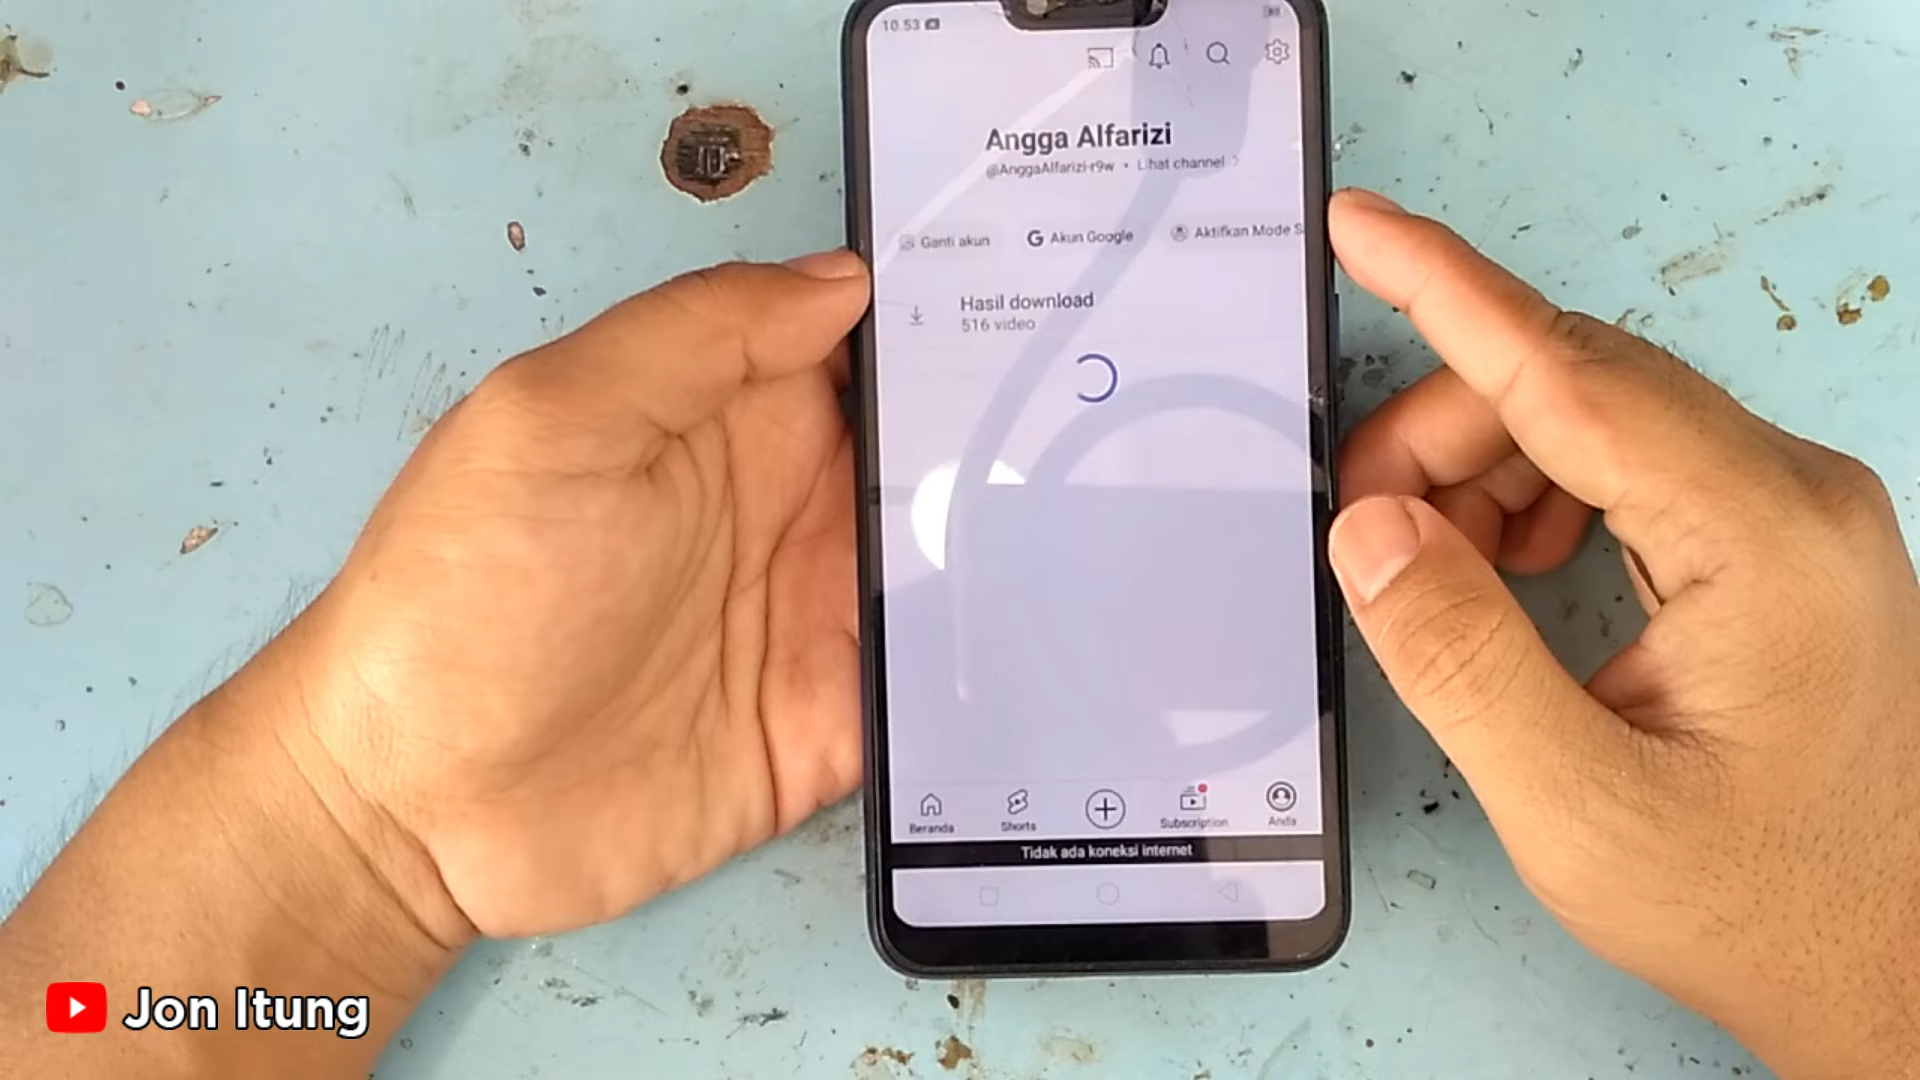 10.53
Angga Alfarizi
@AnggaAlfarizi-r9w • Lihat channel
Ganti akun
G Akun Google
Aktifkan Mode S
Hasil download
516 video
Beranda
Shorts
Subscription
Anda
Tidak ada koneksi internet
Jon Itung